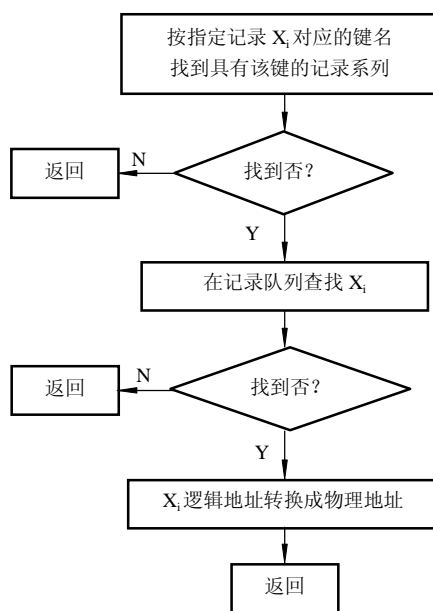 按指定记录 Xi 对应的键名
找到具有该键的记录系列
N
返回
找到否？
Y
在记录队列查找 Xi
N
返回
找到否？
Y
Xi 逻辑地址转换成物理地址
返回